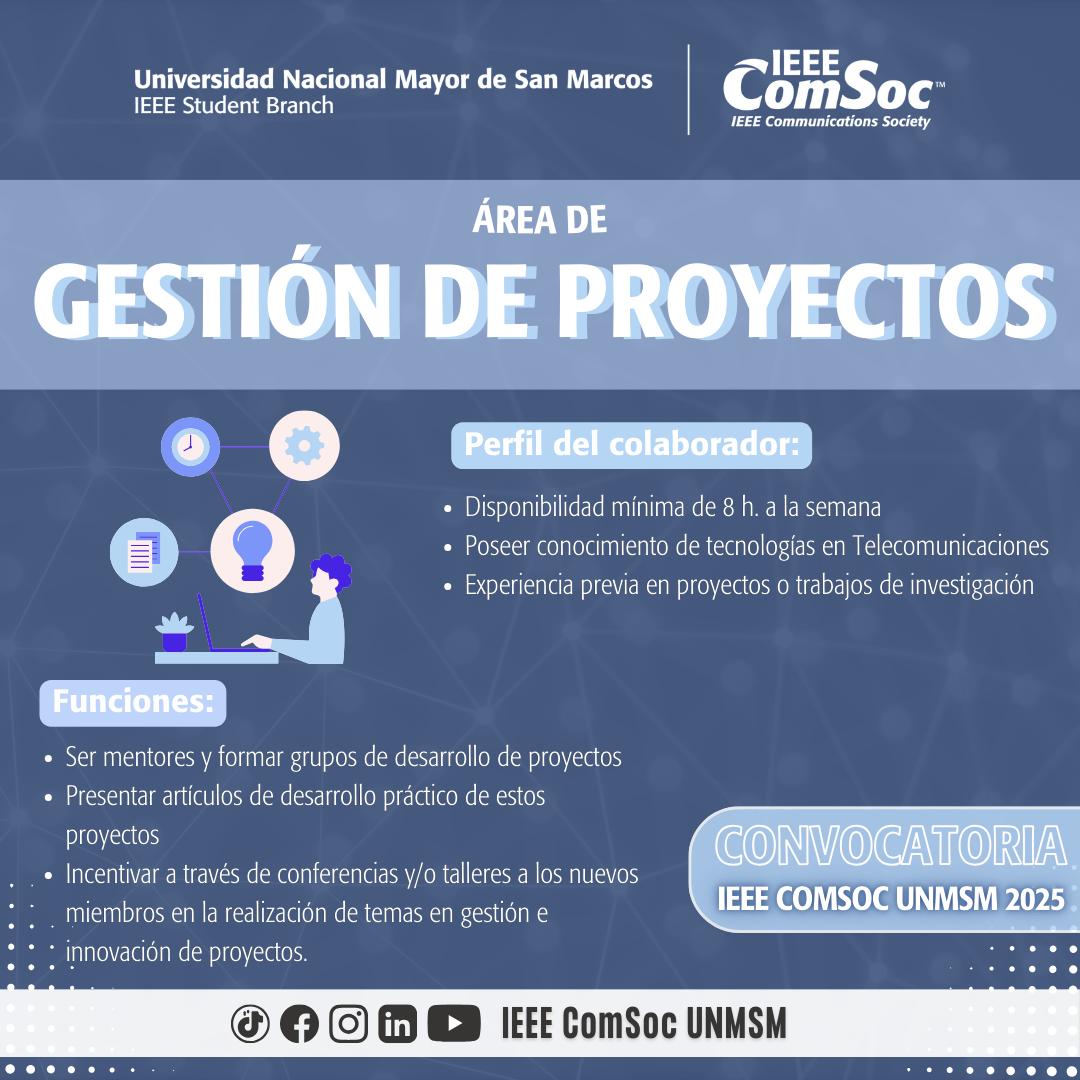 Universidad Nacional Mayor de San Marcos
IEEE Student Branch
IEEE
ComSoc™
IEEE Communications Society
ÁREA DE
GESTIÓN DE PROYECTOS
Perfil del colaborador:
• Disponibilidad mínima de 8 h. a la semana
• Poseer conocimiento de tecnologías en Telecomunicaciones
• Experiencia previa en proyectos o trabajos de investigación
Funciones:
• Ser mentores y formar grupos de desarrollo de proyectos
• Presentar artículos de desarrollo práctico de estos
proyectos
• Incentivar a través de conferencias y/o talleres a los nuevos
miembros en la realización de temas en gestión e
innovación de proyectos.
CONVOCATORIA
IEEE COMSOC UNMSM 2025
IEEE ComSoc UNMSM